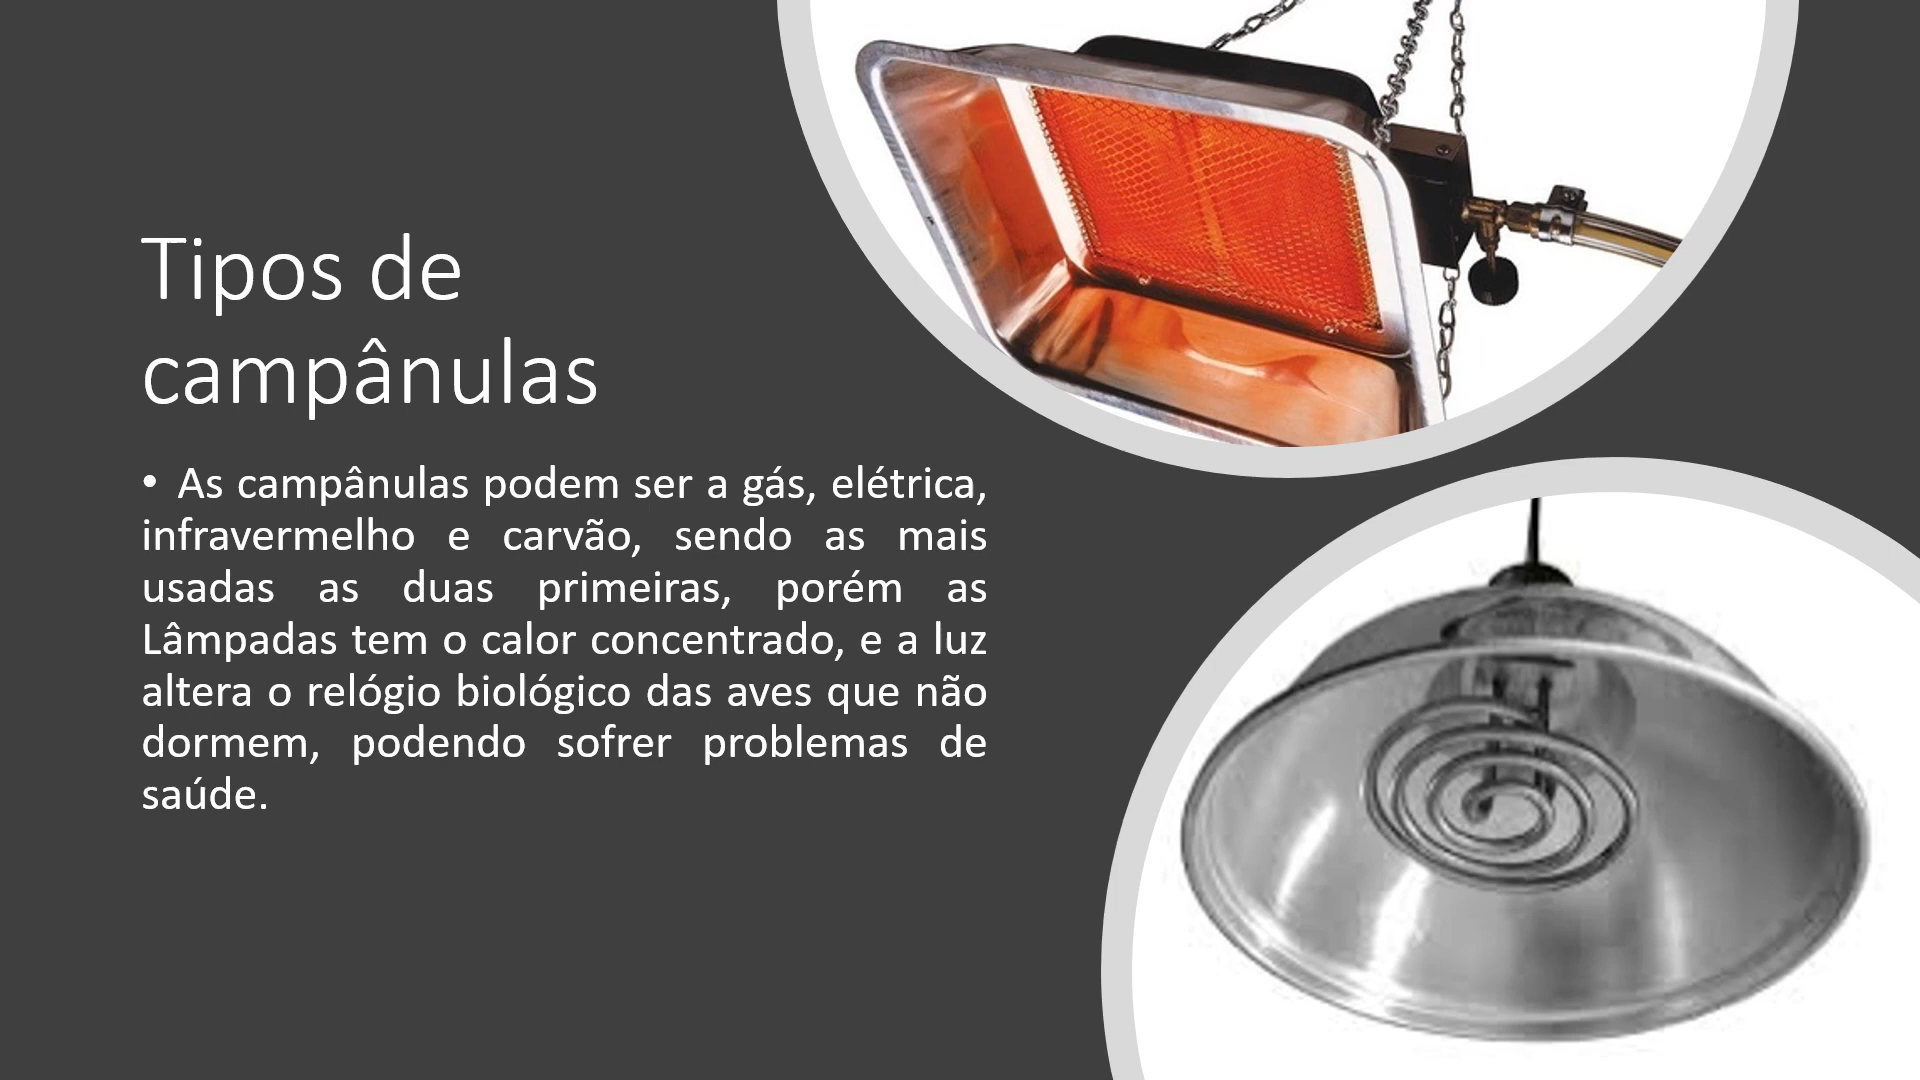 Tipos de
campânulas
• As campânulas podem ser a gás, elétrica,
infravermelho e carvão, sendo as mais
usadas as duas primeiras, porém as
Lâmpadas tem o calor concentrado, e a luz
altera o relógio biológico das aves que não
dormem, podendo sofrer problemas de
saúde.